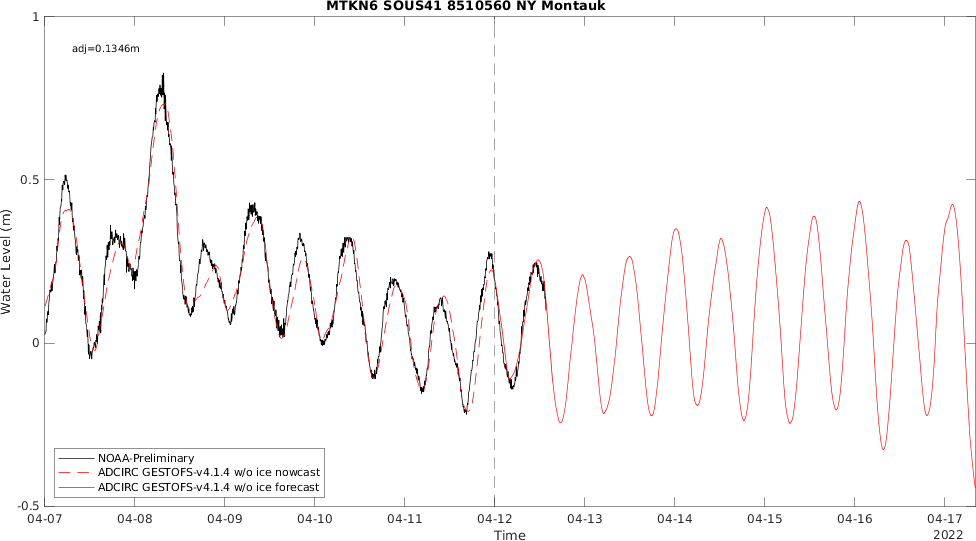 MTKN6 SOUS41 8510560 NY Montauk
adj=0.1346m
1
0.5
0
-0.5
Water Level (m)
NOAA-Preliminary
ADCIRC GESTOFS-v4.1.4 w/o ice nowcast
ADCIRC GESTOFS-v4.1.4 w/o ice forecast
04-07 04-08 04-09 04-10 04-11 04-12 04-13 04-14 04-15 04-16 04-17
Time
2022